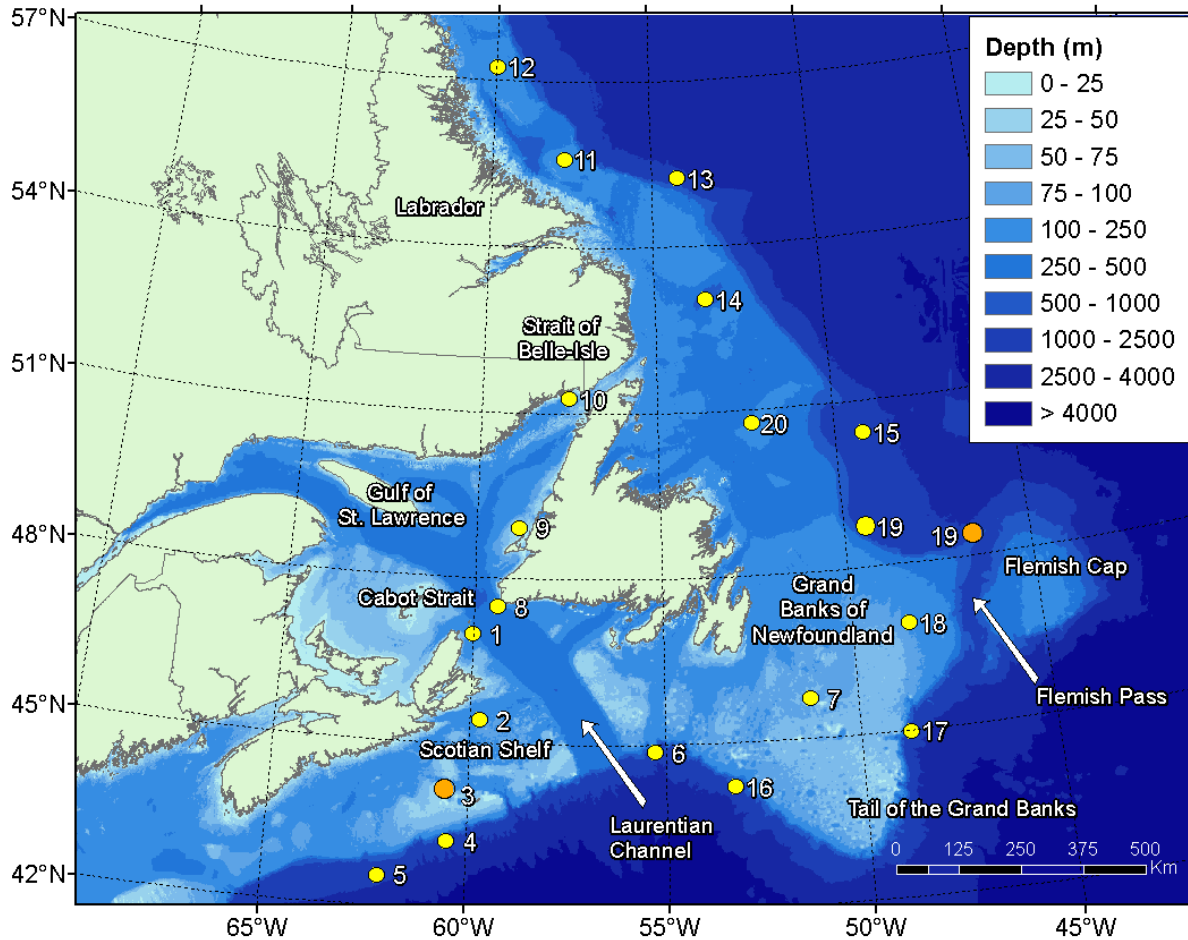 57°N
54°N
51°N
48°N
45°N
42°N
65°W
60°W
55°W
50°W
45°W
Depth (m)
0 - 25
25 - 50
50 - 75
75 - 100
100 - 250
250 - 500
500 - 1000
1000 - 2500
2500 - 4000
> 4000
12
11
13
Labrador
14
Strait of
Belle-Isle
10
20
15
Gulf of
St. Lawrence
9
19
19
Flemish Cap
Cabot Strait
8
Grand
Banks of
Newfoundland
18
1
7
Flemish Pass
2
17
Scotian Shelf
6
3
16
Tail of the Grand Banks
4
Laurentian
Channel
5
0 125 250 375 500
Km